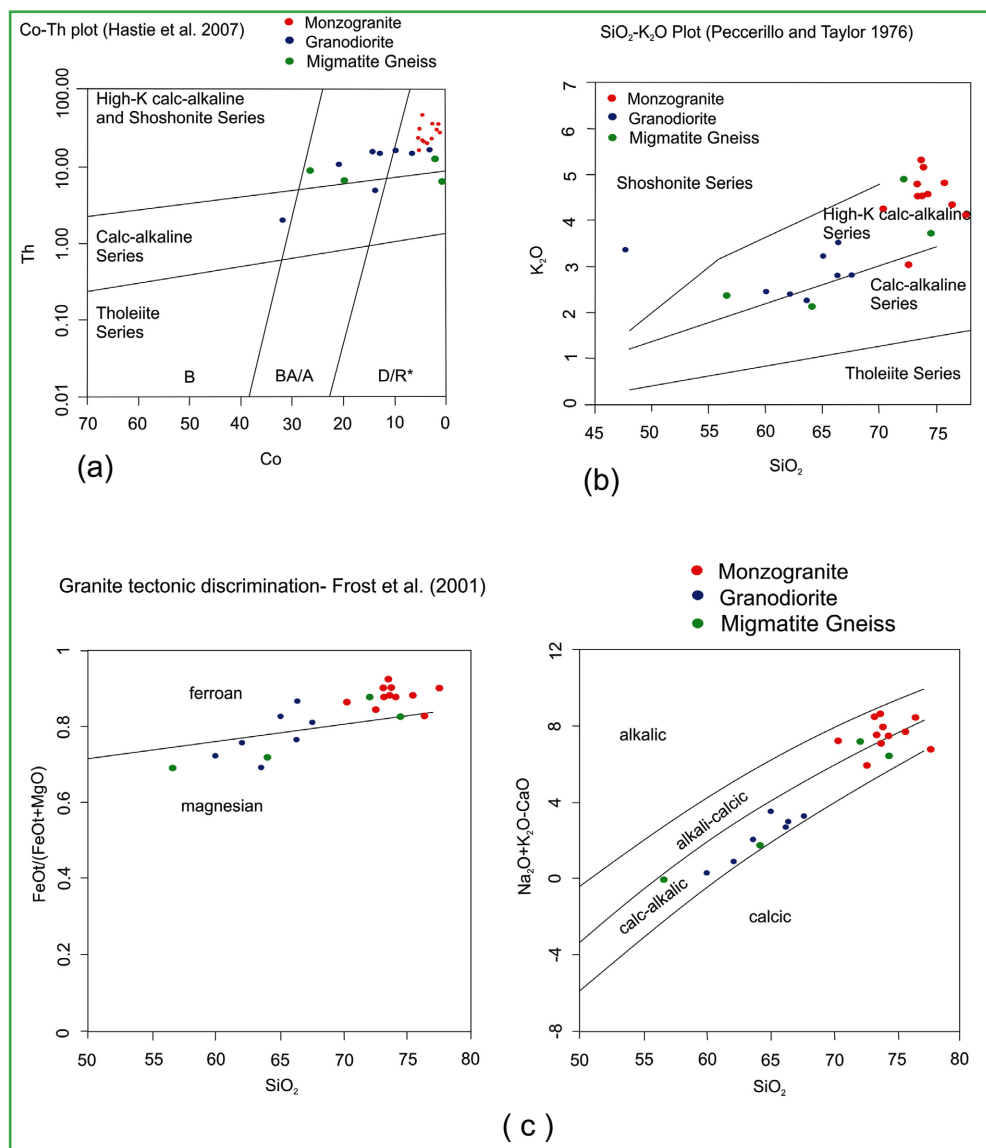 Co-Th plot (Hastie et al. 2007)
Monzogranite
Granodiorite
Migmatite Gneiss
High-K calc-alkaline
and Shoshonite Series
Calc-alkaline
Series
Tholeiite
Series
B
BA/A
D/R*
Th
100.00
10.00
1.00
0.10
0.01
70 60 50 40 30 20 10 0
Co
(a)
SiO₂-K₂O Plot (Peccerillo and Taylor 1976)
Monzogranite
Granodiorite
Migmatite Gneiss
Shoshonite Series
High-K calc-alkaline
Series
Calc-alkaline
Series
Tholeiite Series
K₂O
7
6
5
4
3
2
1
0
45 50 55 60 65 70 75
SiO₂
(b)
Granite tectonic discrimination- Frost et al. (2001)
ferroan
magnesian
FeOt/(FeOt+MgO)
1
0.8
0.6
0.4
0.2
0
50 55 60 65 70 75 80
SiO₂
Monzogranite
Granodiorite
Migmatite Gneiss
alkalic
alkali-calcic
calc-alkalic
calcic
Na₂O+K₂O-CaO
12
8
4
0
-4
-8
50 55 60 65 70 75 80
SiO₂
( c )